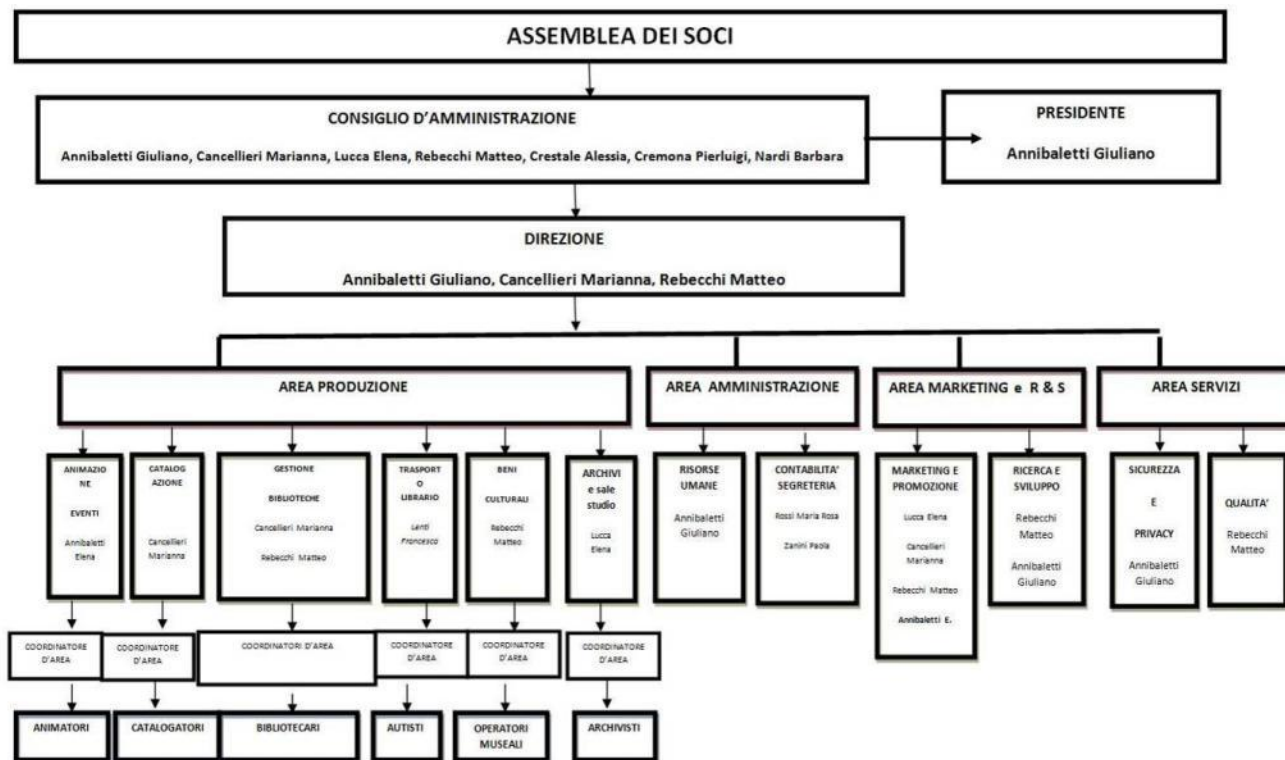 ASSEMBLEA DEI SOCI
CONSIGLIO D'AMMINISTRAZIONE
Annibaletti Giuliano, Cancellieri Marianna, Lucca Elena, Rebecchi Matteo, Crestale Alessia, Cremona Pierluigi, Nardi Barbara
PRESIDENTE
Annibaletti Giuliano
DIREZIONE
Annibaletti Giuliano, Cancellieri Marianna, Rebecchi Matteo
AREA PRODUZIONE
AREA AMMINISTRAZIONE
AREA MARKETING e R & S
AREA SERVIZI
ANIMAZIO
NE
EVENTI
Annibaletti
Elena
CATALOG
AZIONE
Cancellieri
Marianna
GESTIONE
BIBLIOTECHE
Cancellieri Marianna
Rebecchi Matteo
TRASPORT
O
LIBRARIO
Lenti
Francesco
BENI
CULTURALI
Rebecchi
Matteo
ARCHIVI
e sale
studio
Lucca
Elena
RISORSE
UMANE
Annibaletti
Giuliano
CONTABILITA'
SEGRETERIA
Rossi Maria Rosa
Zanini Paola
MARKETING E
PROMOZIONE
Lucca Elena
Cancellieri
Marianna
Rebecchi Matteo
Annibaletti E.
RICERCA E
SVILUPPO
Rebecchi
Matteo
Annibaletti
Giuliano
SICUREZZA
E
PRIVACY
Annibaletti
Giuliano
QUALITA'
Rebecchi
Matteo
COORDINATORE
D'AREA
COORDINATORE
D'AREA
COORDINATORI D'AREA
COORDINATORE
D'AREA
COORDINATORE
D'AREA
COORDINATORE
D'AREA
ANIMATORI
CATALOGATORI
BIBLIOTECARI
AUTISTI
OPERATORI
MUSEALI
ARCHIVISTI